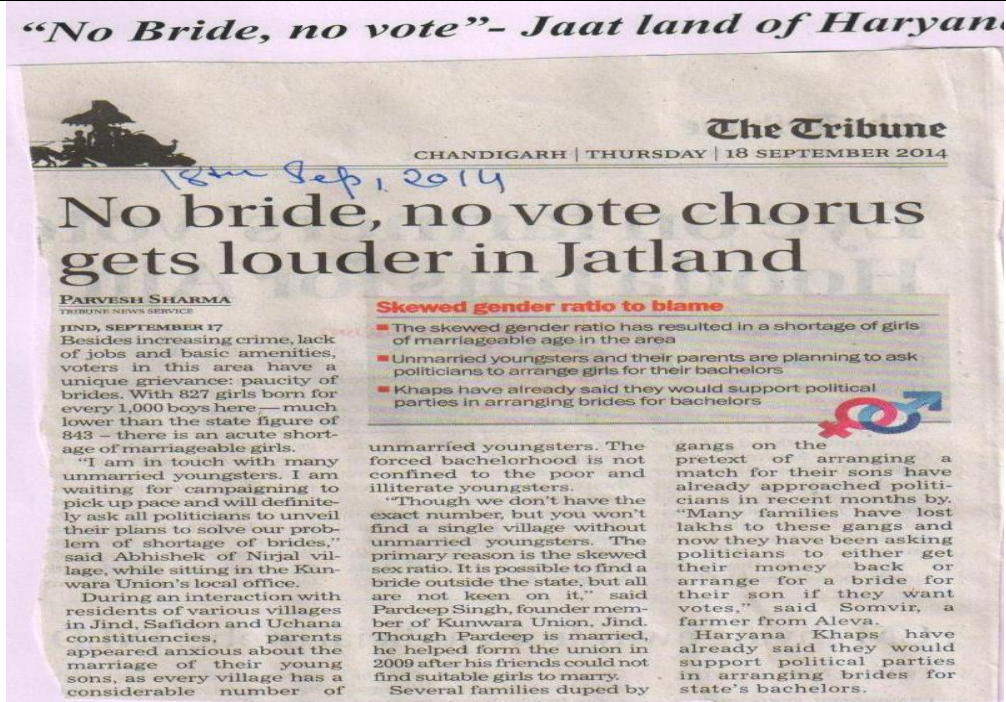 “No Bride, no vote”- Jaat land of Haryan
The Tribune
CHANDIGARH | THURSDAY | 18 SEPTEMBER 2014
18th Sep, 2014
No bride, no vote chorus
gets louder in Jatland
PARVESH SHARMA
TRIBUNE NEWS SERVICE
JIND, SEPTEMBER 17
Besides increasing crime, lack
of jobs and basic amenities,
voters in this area have a
unique grievance: paucity of
brides. With 827 girls born for
every 1,000 boys here — much
lower than the state figure of
843 – there is an acute short-
age of marriageable girls.
“I am in touch with many
unmarried youngsters. I am
waiting for campaigning to
pick up pace and will definite-
ly ask all politicians to unveil
their plans to solve our prob-
lem of shortage of brides,”
said Abhishek of Nirjal vil-
lage, while sitting in the Kun-
wara Union’s local office.
During an interaction with
residents of various villages
in Jind, Safidon and Uchana
constituencies, parents
appeared anxious about the
marriage of their young
sons, as every village has a
considerable number of
Skewed gender ratio to blame
The skewed gender ratio has resulted in a shortage of girls
of marriageable age in the area
Unmarried youngsters and their parents are planning to ask
politicians to arrange girls for their bachelors
Khaps have already said they would support political
parties in arranging brides for bachelors
unmarried youngsters. The
forced bachelorhood is not
confined to the poor and
illiterate youngsters.
“Though we don’t have the
exact number, but you won’t
find a single village without
unmarried youngsters. The
primary reason is the skewed
sex ratio. It is possible to find a
bride outside the state, but all
are not keen on it,” said
Pardeep Singh, founder mem-
ber of Kunwara Union, Jind.
Though Pardeep is married,
he helped form the union in
2009 after his friends could not
find suitable girls to marry.
Several families duped by
gangs on the
pretext of arranging a
match for their sons have
already approached politi-
cians in recent months by.
“Many families have lost
lakhs to these gangs and
now they have been asking
politicians to either get
their money back or
arrange for a bride for
their son if they want
votes,” said Somvir, a
farmer from Aleva.
Haryana Khaps have
already said they would
support political parties
in arranging brides for
state’s bachelors.